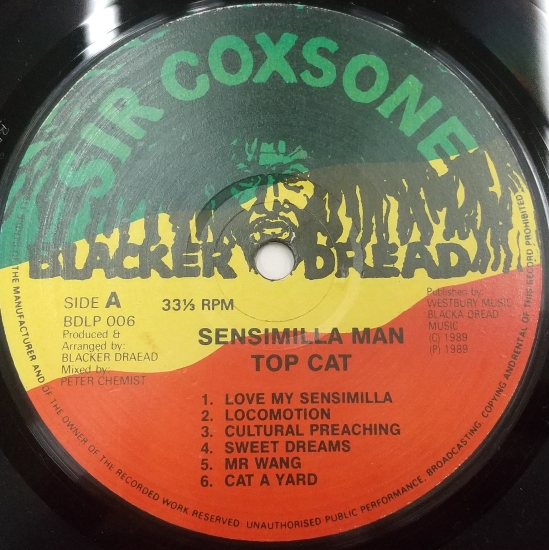 SIR COXSONE
BLACKER DREAD
SIDE A 33⅓ RPM
BDLP 006
Produced &
Arranged by:
BLACKER DRAEAD
Mixed by:
PETER CHEMIST
Published by:
WESTBURY MUSIC
BLACKA DREAD
MUSIC
(C) 1989
(P) 1989
SENSIMILLA MAN
TOP CAT
1. LOVE MY SENSIMILLA
2. LOCOMOTION
3. CULTURAL PREACHING
4. SWEET DREAMS
5. MR WANG
6. CAT A YARD
THE MANUFACTURER AND OF THE OWNER OF THE RECORDED WORK RESERVED. UNAUTHORISED PUBLIC PERFORMANCE, BROADCASTING, COPYING AND RENTAL OF THIS RECORD PROHIBITED